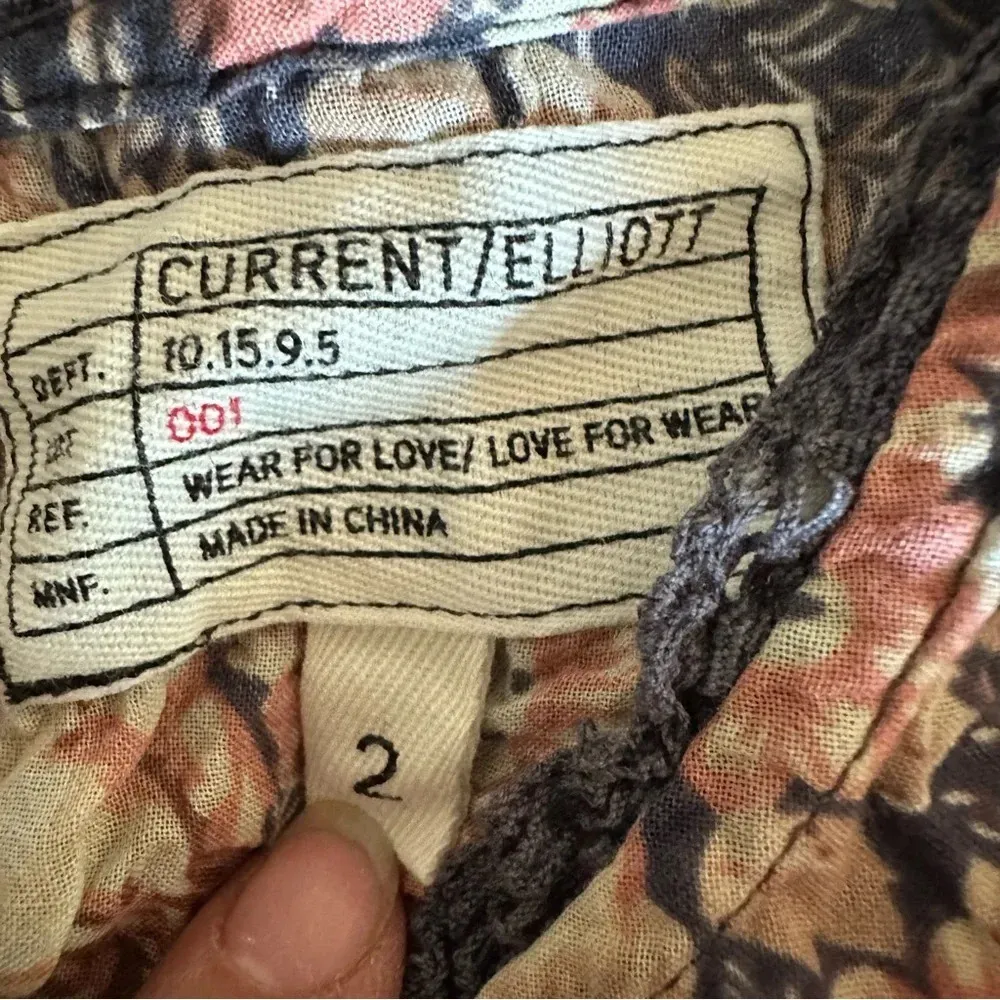 CURRENT/ELLIOTT
DEPT. 10.15.9.5
001
REF. WEAR FOR LOVE/ LOVE FOR WEAR
MNF. MADE IN CHINA
2